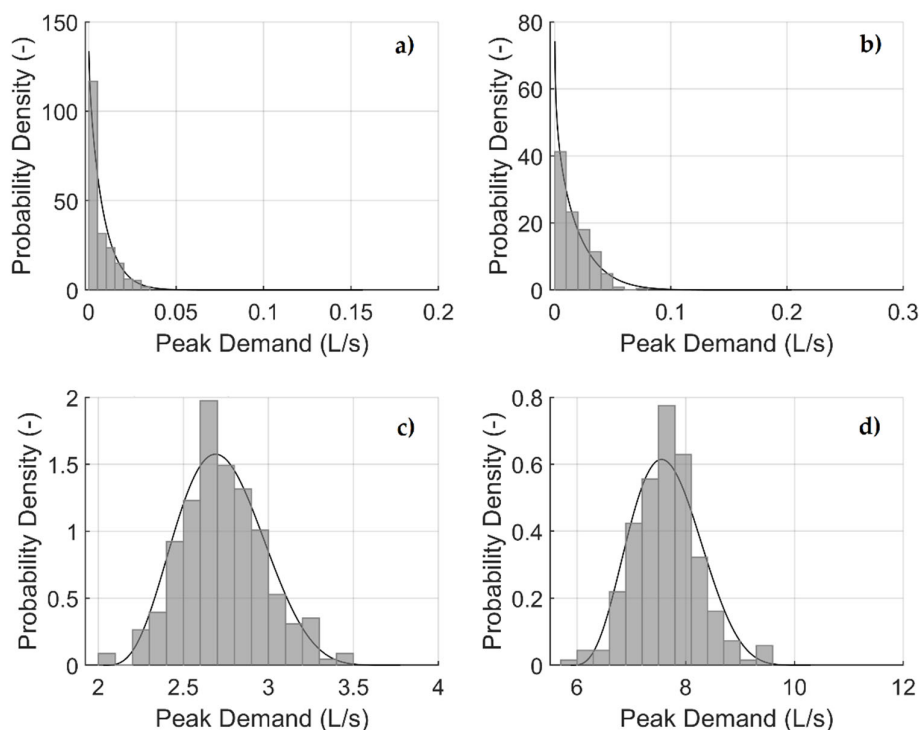 a)
Probability Density (-)
150
100
50
0
0 0.05 0.1 0.15 0.2
Peak Demand (L/s)
b)
Probability Density (-)
80
60
40
20
0
0 0.1 0.2 0.3
Peak Demand (L/s)
c)
Probability Density (-)
2
1.5
1
0.5
0
2 2.5 3 3.5 4
Peak Demand (L/s)
d)
Probability Density (-)
0.8
0.6
0.4
0.2
0
6 8 10 12
Peak Demand (L/s)